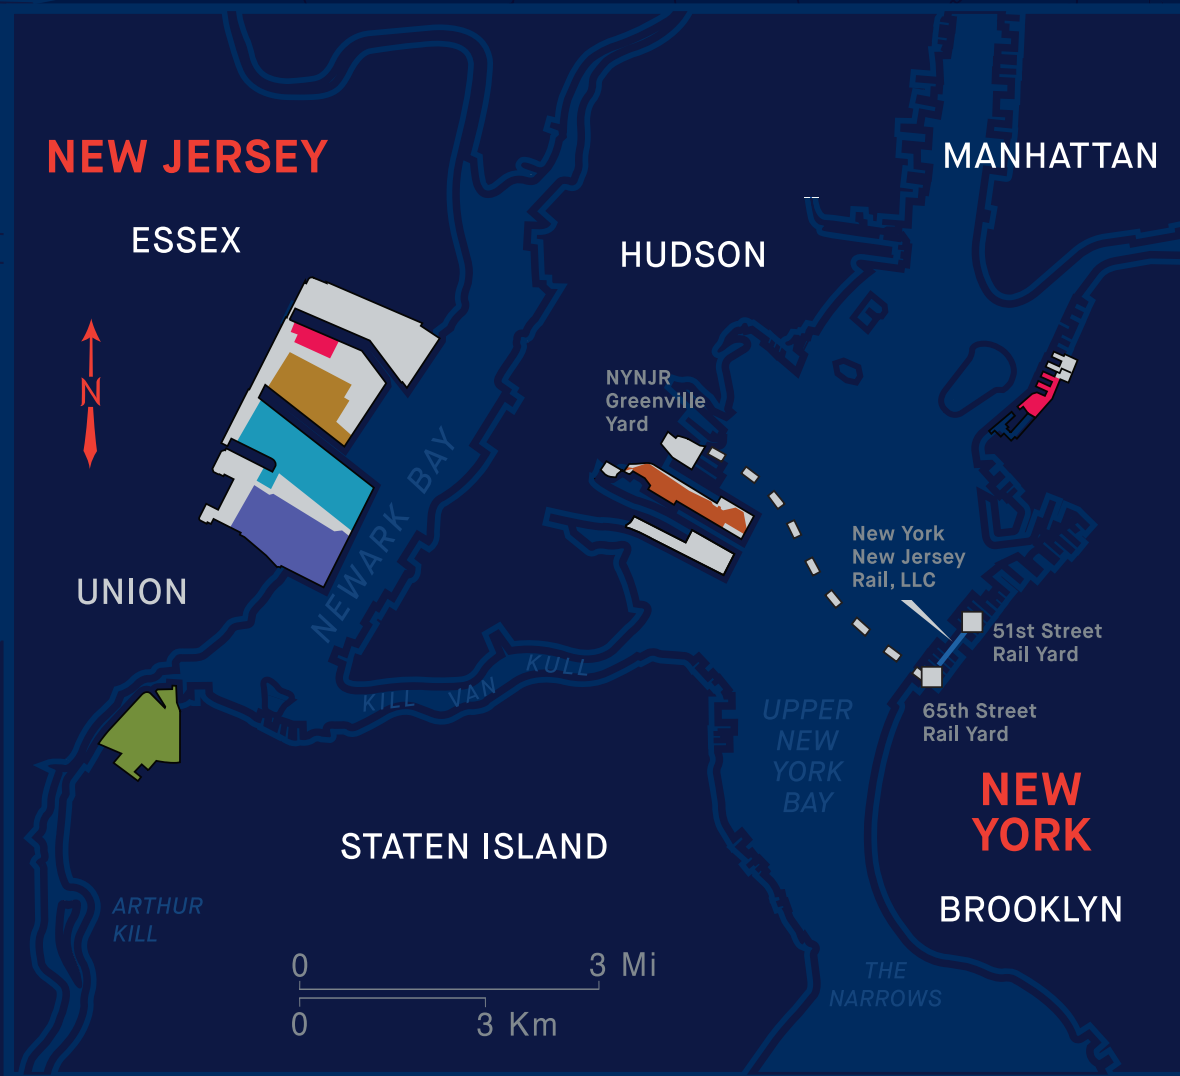 NEW JERSEY
MANHATTAN
ESSEX
HUDSON
N
NYNJR
Greenville
Yard
NEWARK BAY
New York
New Jersey
Rail, LLC
UNION
51st Street
Rail Yard
KILL VAN KULL
65th Street
Rail Yard
UPPER
NEW
YORK
BAY
NEW
YORK
STATEN ISLAND
BROOKLYN
ARTHUR
KILL
THE
NARROWS
0 3 Mi
0 3 Km